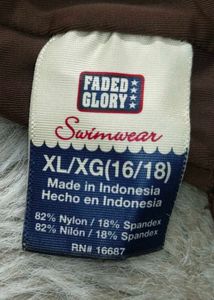 FADED
GLORY
Swimwear
XL/XG(16/18)
Made in Indonesia
Hecho en Indonesia
82% Nylon / 18% Spandex
82% Nilón / 18% Spandex
RN# 16687